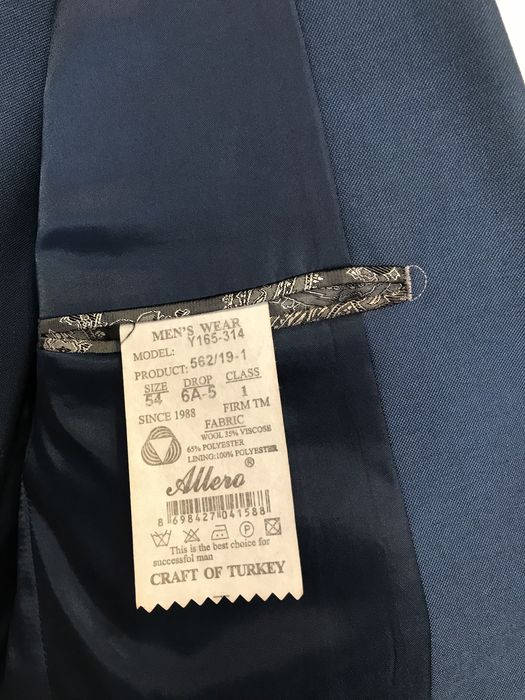 MEN'S WEAR
MODEL: Y165-314
PRODUCT: 562/19-1
SIZE DROP CLASS
54 6A-5 1
SINCE 1988 FIRM TM
FABRIC
WOOL 35% VISCOSE
65% POLYESTER
LINING:100% POLYESTER
Allero ®
8 698427 041588
P
This is the best choice for
successful man
CRAFT OF TURKEY